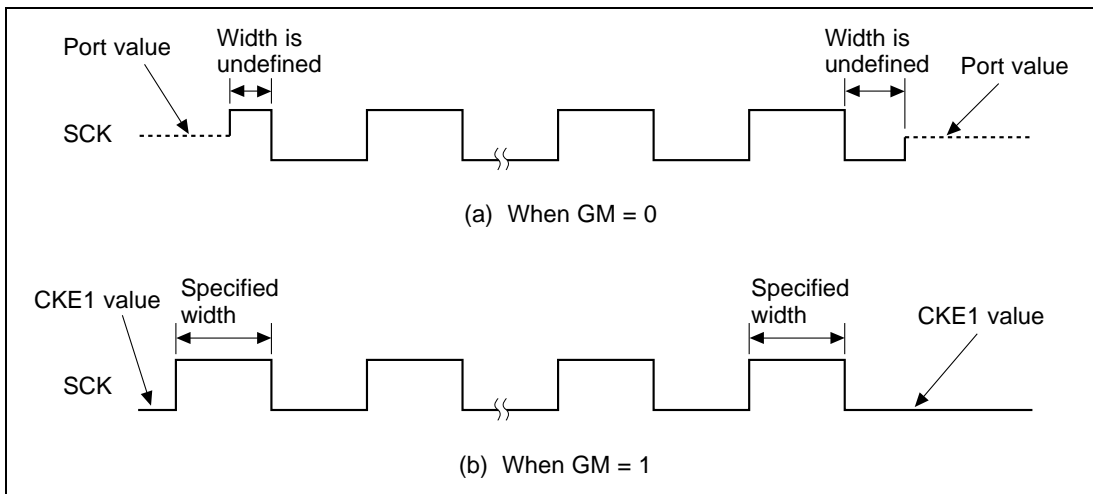 Port value
Width is
undefined
Width is
undefined
Port value
SCK
(a) When GM = 0
CKE1 value
Specified
width
Specified
width
CKE1 value
SCK
(b) When GM = 1